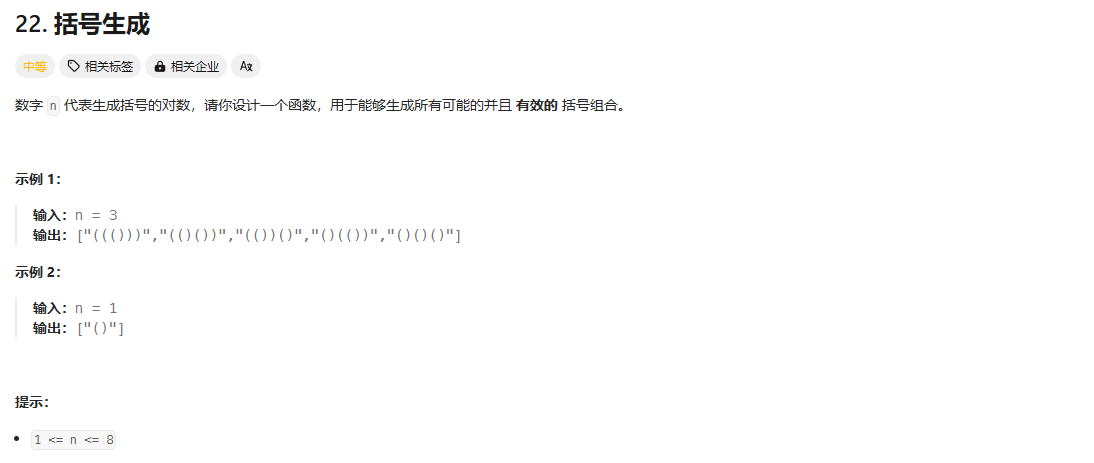 22. 括号生成
中等 相关标签 相关企业 A文
数字 n 代表生成括号的对数，请你设计一个函数，用于能够生成所有可能的并且 有效的 括号组合。
示例 1：
输入：n = 3
输出：["((()))","(()())","(())()","()(())","()()()"]
示例 2：
输入：n = 1
输出：["()"]
提示：
1 <= n <= 8